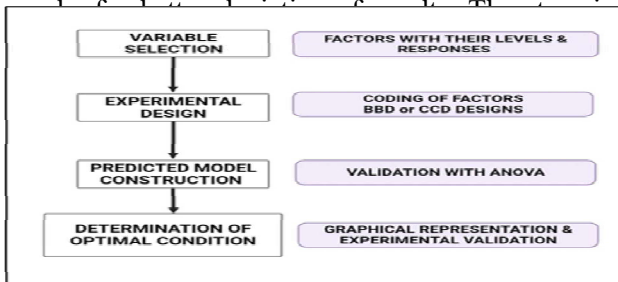 VARIABLE
SELECTION
FACTORS WITH THEIR LEVELS &
RESPONSES
EXPERIMENTAL
DESIGN
CODING OF FACTORS
BBD or CCD DESIGNS
PREDICTED MODEL
CONSTRUCTION
VALIDATION WITH ANOVA
DETERMINATION OF
OPTIMAL CONDITION
GRAPHICAL REPRESENTATION &
EXPERIMENTAL VALIDATION